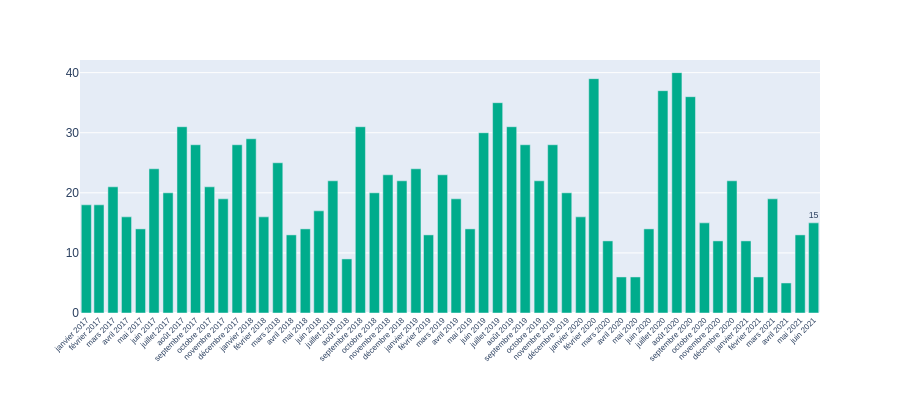 40
30
20
10
0
15
janvier 2017
février 2017
mars 2017
avril 2017
mai 2017
juin 2017
juillet 2017
août 2017
septembre 2017
octobre 2017
novembre 2017
décembre 2017
janvier 2018
février 2018
mars 2018
avril 2018
mai 2018
juin 2018
juillet 2018
août 2018
septembre 2018
octobre 2018
novembre 2018
décembre 2018
janvier 2019
février 2019
mars 2019
avril 2019
mai 2019
juin 2019
juillet 2019
août 2019
septembre 2019
octobre 2019
novembre 2019
décembre 2019
janvier 2020
février 2020
mars 2020
avril 2020
mai 2020
juin 2020
juillet 2020
août 2020
septembre 2020
octobre 2020
novembre 2020
décembre 2020
janvier 2021
février 2021
mars 2021
avril 2021
mai 2021
juin 2021